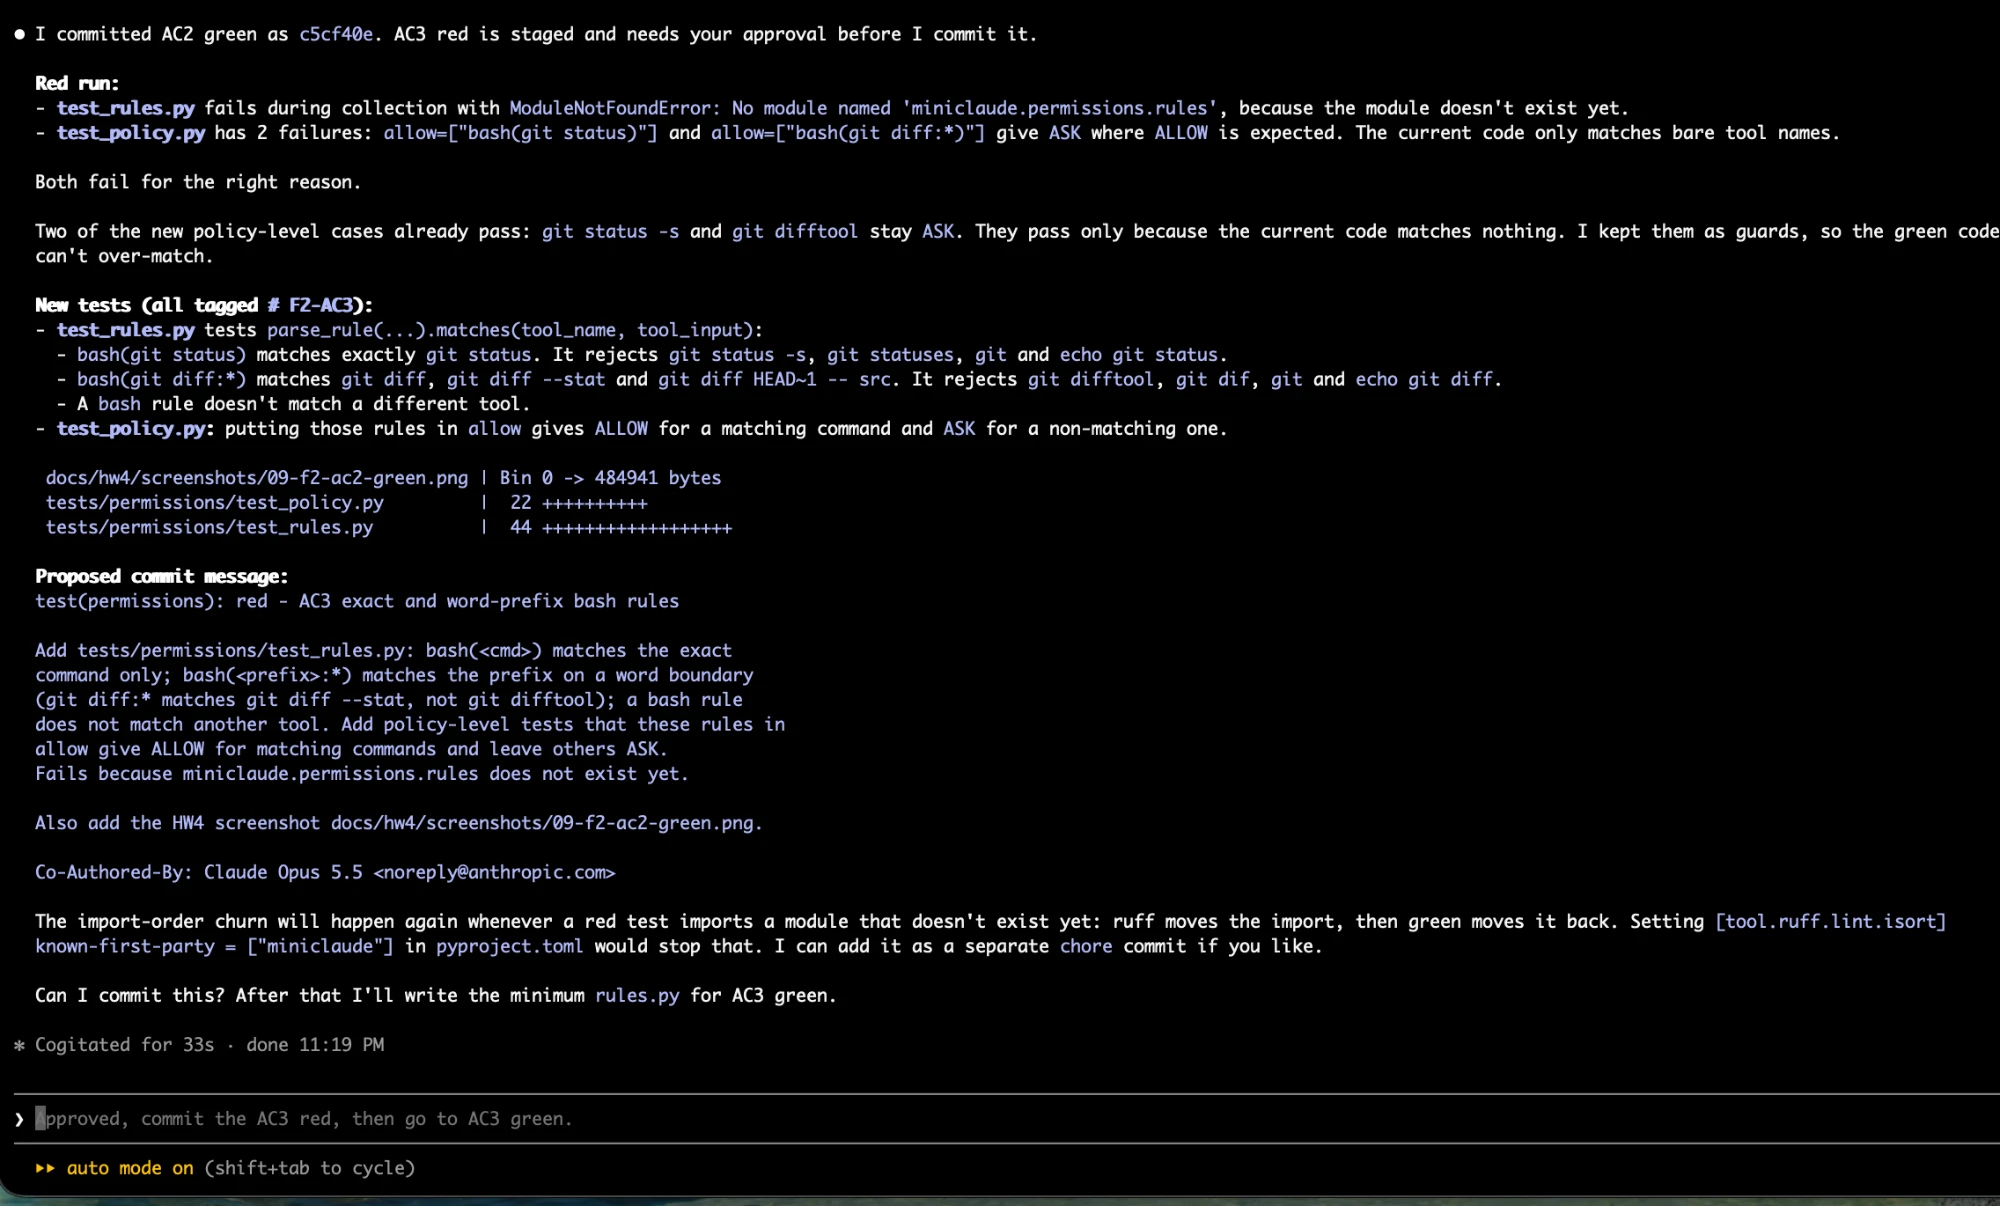 ● I committed AC2 green as c5cf40e. AC3 red is staged and needs your approval before I commit it.
Red run:
- test_rules.py fails during collection with ModuleNotFoundError: No module named 'miniclaude.permissions.rules', because the module doesn't exist yet.
- test_policy.py has 2 failures: allow=["bash(git status)"] and allow=["bash(git diff:*)"] give ASK where ALLOW is expected. The current code only matches bare tool names.
Both fail for the right reason.
Two of the new policy-level cases already pass: git status -s and git difftool stay ASK. They pass only because the current code matches nothing. I kept them as guards, so the green code
can't over-match.
New tests (all tagged # F2-AC3):
- test_rules.py tests parse_rule(...).matches(tool_name, tool_input):
- bash(git status) matches exactly git status. It rejects git status -s, git statuses, git and echo git status.
- bash(git diff:*) matches git diff, git diff --stat and git diff HEAD~1 -- src. It rejects git difftool, git dif, git and echo git diff.
- A bash rule doesn't match a different tool.
- test_policy.py: putting those rules in allow gives ALLOW for a matching command and ASK for a non-matching one.
docs/hw4/screenshots/09-f2-ac2-green.png | Bin 0 -> 484941 bytes
tests/permissions/test_policy.py | 22 ++++++++++
tests/permissions/test_rules.py | 44 ++++++++++++++++++
Proposed commit message:
test(permissions): red - AC3 exact and word-prefix bash rules
Add tests/permissions/test_rules.py: bash(<cmd>) matches the exact
command only; bash(<prefix>:*) matches the prefix on a word boundary
(git diff:* matches git diff --stat, not git difftool); a bash rule
does not match another tool. Add policy-level tests that these rules in
allow give ALLOW for matching commands and leave others ASK.
Fails because miniclaude.permissions.rules does not exist yet.
Also add the HW4 screenshot docs/hw4/screenshots/09-f2-ac2-green.png.
Co-Authored-By: Claude Opus 5.5 <noreply@anthropic.com>
The import-order churn will happen again whenever a red test imports a module that doesn't exist yet: ruff moves the import, then green moves it back. Setting [tool.ruff.lint.isort]
known-first-party = ["miniclaude"] in pyproject.toml would stop that. I can add it as a separate chore commit if you like.
Can I commit this? After that I'll write the minimum rules.py for AC3 green.
✻ Cogitated for 33s · done 11:19 PM
❯ Approved, commit the AC3 red, then go to AC3 green.
⏵⏵ auto mode on (shift+tab to cycle)